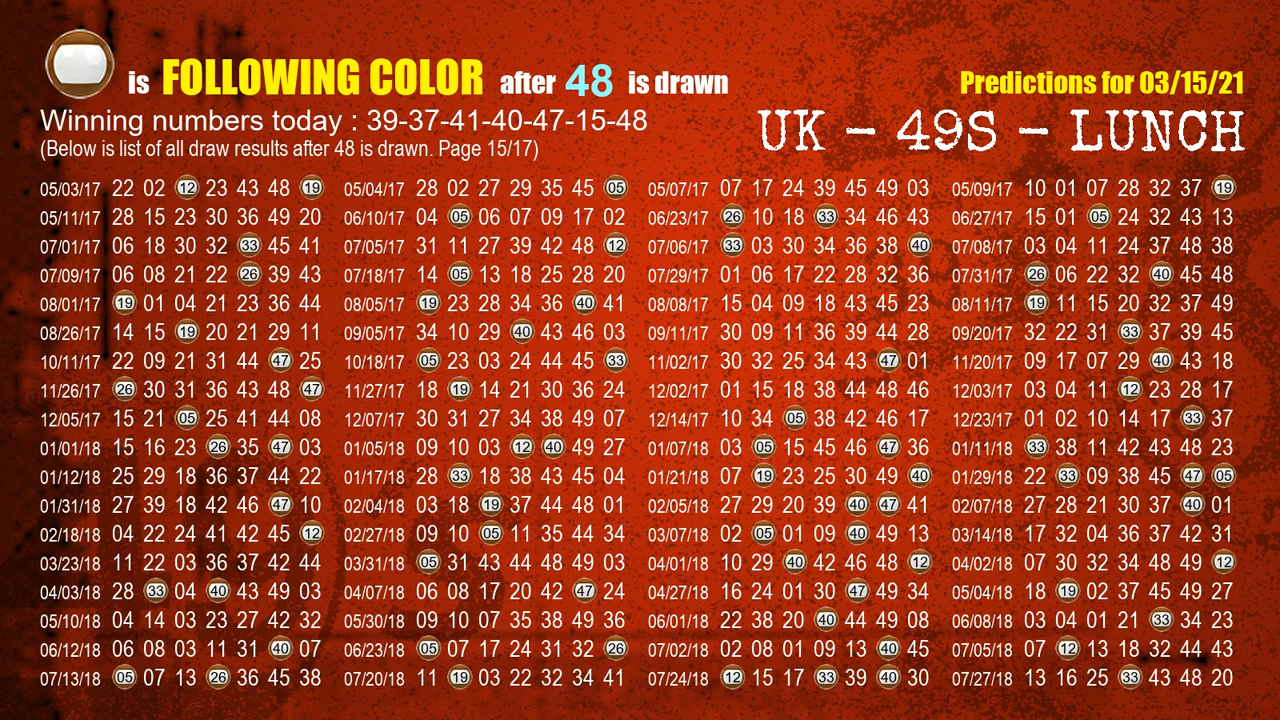 is FOLLOWING COLOR after 48 is drawn
Predictions for 03/15/21
Winning numbers today : 39-37-41-40-47-15-48
UK - 49S - LUNCH
(Below is list of all draw results after 48 is drawn. Page 15/17)
05/03/17 22 02 12 23 43 48 19 05/04/17 28 02 27 29 35 45 05 05/07/17 07 17 24 39 45 49 03 05/09/17 10 01 07 28 32 37 19
05/11/17 28 15 23 30 36 49 20 06/10/17 04 05 06 07 09 17 02 06/23/17 26 10 18 33 34 46 43 06/27/17 15 01 05 24 32 43 13
07/01/17 06 18 30 32 33 45 41 07/05/17 31 11 27 39 42 48 12 07/06/17 33 03 30 34 36 38 40 07/08/17 03 04 11 24 37 48 38
07/09/17 06 08 21 22 26 39 43 07/18/17 14 05 13 18 25 28 20 07/29/17 01 06 17 22 28 32 36 07/31/17 26 06 22 32 40 45 48
08/01/17 19 01 04 21 23 36 44 08/05/17 19 23 28 34 36 40 41 08/08/17 15 04 09 18 43 45 23 08/11/17 19 11 15 20 32 37 49
08/26/17 14 15 19 20 21 29 11 09/05/17 34 10 29 40 43 46 03 09/11/17 30 09 11 36 39 44 28 09/20/17 32 22 31 33 37 39 45
10/11/17 22 09 21 31 44 47 25 10/18/17 05 23 03 24 44 45 33 11/02/17 30 32 25 34 43 47 01 11/20/17 09 17 07 29 40 43 18
11/26/17 26 30 31 36 43 48 47 11/27/17 18 19 14 21 30 36 24 12/02/17 01 15 18 38 44 48 46 12/03/17 03 04 11 12 23 28 17
12/05/17 15 21 05 25 41 44 08 12/07/17 30 31 27 34 38 49 07 12/14/17 10 34 05 38 42 46 17 12/23/17 01 02 10 14 17 33 37
01/01/18 15 16 23 26 35 47 03 01/05/18 09 10 03 12 40 49 27 01/07/18 03 05 15 45 46 47 36 01/11/18 33 38 11 42 43 48 23
01/12/18 25 29 18 36 37 44 22 01/17/18 28 33 18 38 43 45 04 01/21/18 07 19 23 25 30 49 40 01/29/18 22 33 09 38 45 47 05
01/31/18 27 39 18 42 46 47 10 02/04/18 03 18 19 37 44 48 01 02/05/18 27 29 20 39 40 47 41 02/07/18 27 28 21 30 37 40 01
02/18/18 04 22 24 41 42 45 12 02/27/18 09 10 05 11 35 44 34 03/07/18 02 05 01 09 40 49 13 03/14/18 17 32 04 36 37 42 31
03/23/18 11 22 03 36 37 42 44 03/31/18 05 31 43 44 48 49 03 04/01/18 10 29 40 42 46 48 12 04/02/18 07 30 32 34 48 49 12
04/03/18 28 33 04 40 43 49 03 04/07/18 06 08 17 20 42 47 24 04/27/18 16 24 01 30 47 49 34 05/04/18 18 19 02 37 45 49 27
05/10/18 04 14 03 23 27 42 32 05/30/18 09 10 07 35 38 49 36 06/01/18 22 38 20 40 44 49 08 06/08/18 03 04 01 21 33 34 23
06/12/18 06 08 03 11 31 40 07 06/23/18 05 07 17 24 31 32 26 07/02/18 02 08 01 09 13 40 45 07/05/18 07 12 13 18 32 44 43
07/13/18 05 07 13 26 36 45 38 07/20/18 11 19 03 22 32 34 41 07/24/18 12 15 17 33 39 40 30 07/27/18 13 16 25 33 43 48 20